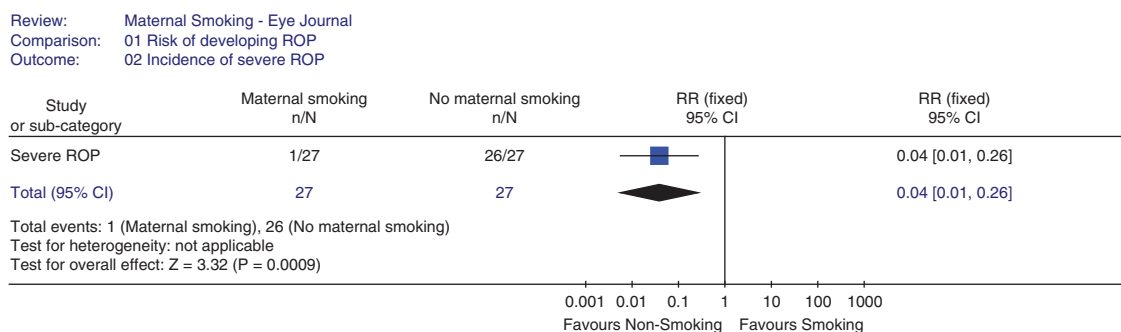 Review: Maternal Smoking - Eye Journal
Comparison: 01 Risk of developing ROP
Outcome: 02 Incidence of severe ROP
Study or sub-category Maternal smoking n/N No maternal smoking n/N RR (fixed) 95% CI RR (fixed) 95% CI
Severe ROP 1/27 26/27 0.04 [0.01, 0.26]
Total (95% CI) 27 27 0.04 [0.01, 0.26]
Total events: 1 (Maternal smoking), 26 (No maternal smoking)
Test for heterogeneity: not applicable
Test for overall effect: Z = 3.32 (P = 0.0009)
0.001 0.01 0.1 1 10 100 1000
Favours Non-Smoking Favours Smoking